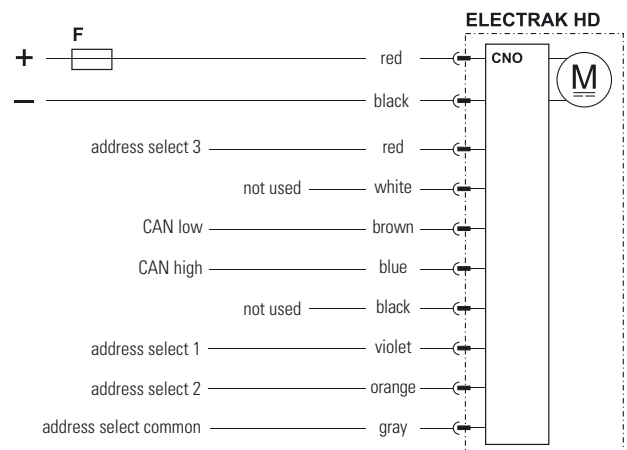 ELECTRAK HD
F
+ red CNO
M
− black
address select 3 red
not used white
CAN low brown
CAN high blue
not used black
address select 1 violet
address select 2 orange
address select common gray